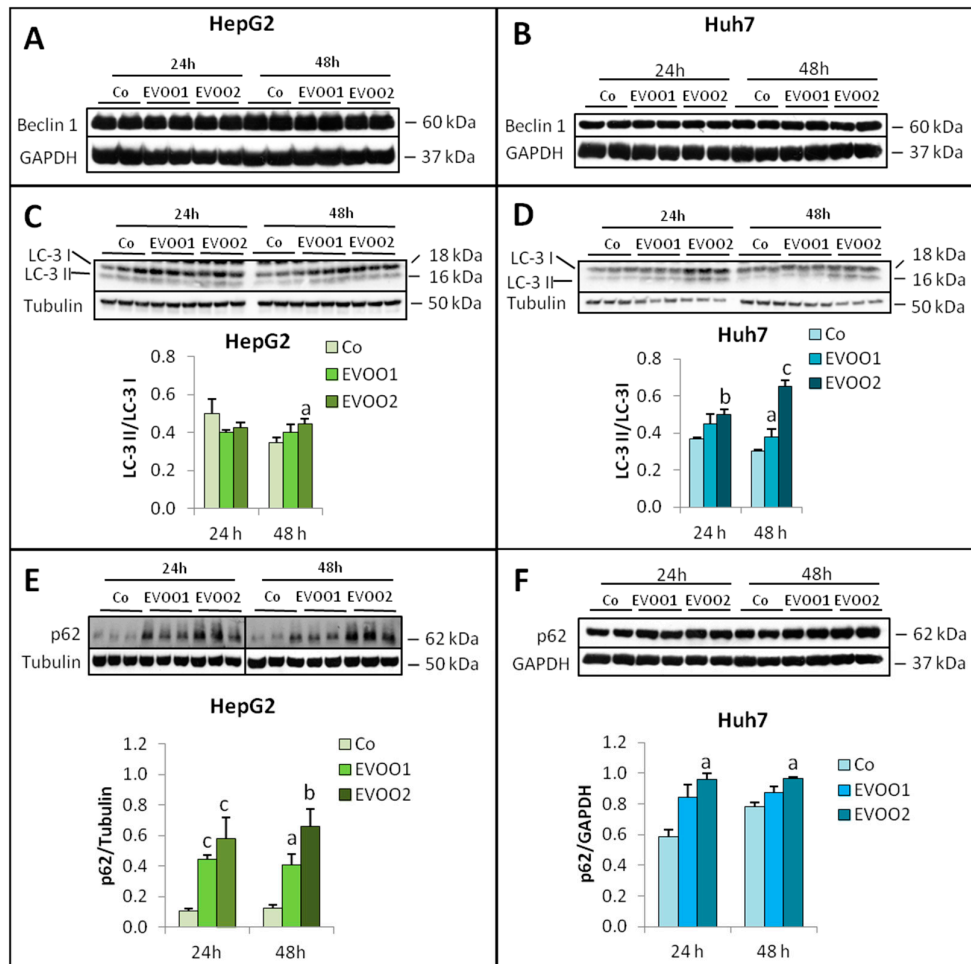 HepG2
A
24h 48h
Co EVOO1 EVOO2 Co EVOO1 EVOO2
Beclin 1 – 60 kDa
GAPDH – 37 kDa
Huh7
B
24h 48h
Co EVOO1 EVOO2 Co EVOO1 EVOO2
Beclin 1 – 60 kDa
GAPDH – 37 kDa
C
24h 48h
Co EVOO1 EVOO2 Co EVOO1 EVOO2
LC-3 I 18 kDa
LC-3 II 16 kDa
Tubulin – 50 kDa
HepG2
Co
EVOO1
EVOO2
LC-3 II/LC-3I
0.8
0.6
0.4
0.2
0.0
a
24 h 48 h
D
24h 48h
Co EVOO1 EVOO2 Co EVOO1 EVOO2
LC-3 I 18 kDa
LC-3 II 16 kDa
Tubulin 50 kDa
Huh7
Co
EVOO1
EVOO2
LC-3 II/LC-3I
0.8
0.6
0.4
0.2
0.0
b a c
24 h 48 h
E
24h 48h
Co EVOO1 EVOO2 Co EVOO1 EVOO2
p62 – 62 kDa
Tubulin – 50 kDa
HepG2
Co
EVOO1
EVOO2
p62/Tubulin
1.2
1.0
0.8
0.6
0.4
0.2
0.0
c c a b
24h 48h
F
24h 48h
Co EVOO1 EVOO2 Co EVOO1 EVOO2
p62 – 62 kDa
GAPDH – 37 kDa
Huh7
Co
EVOO1
EVOO2
p62/GAPDH
1.2
1.0
0.8
0.6
0.4
0.2
0.0
a a
24 h 48 h